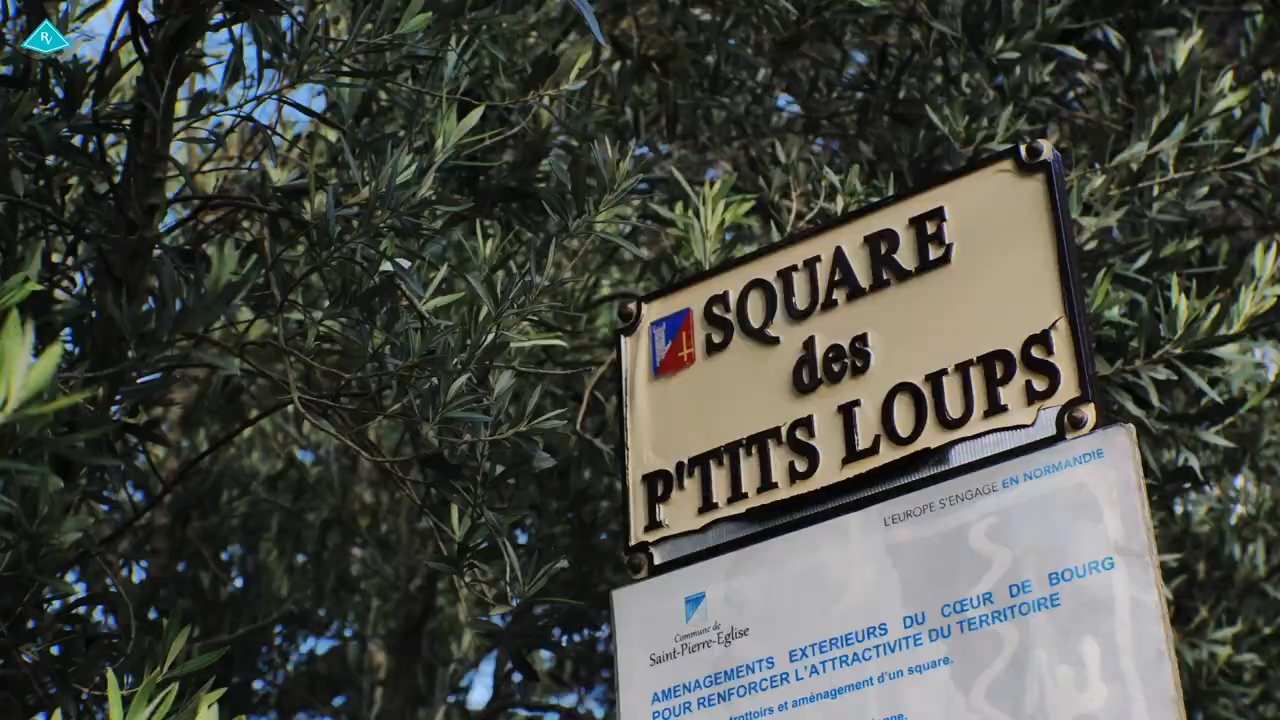 RV
SQUARE
des
P'TITS LOUPS
L'EUROPE S'ENGAGE EN NORMANDIE
Commune de
Saint-Pierre-Eglise
AMENAGEMENTS EXTERIEURS DU CŒUR DE BOURG
POUR RENFORCER L'ATTRACTIVITE DU TERRITOIRE
trottoirs et aménagement d'un square.